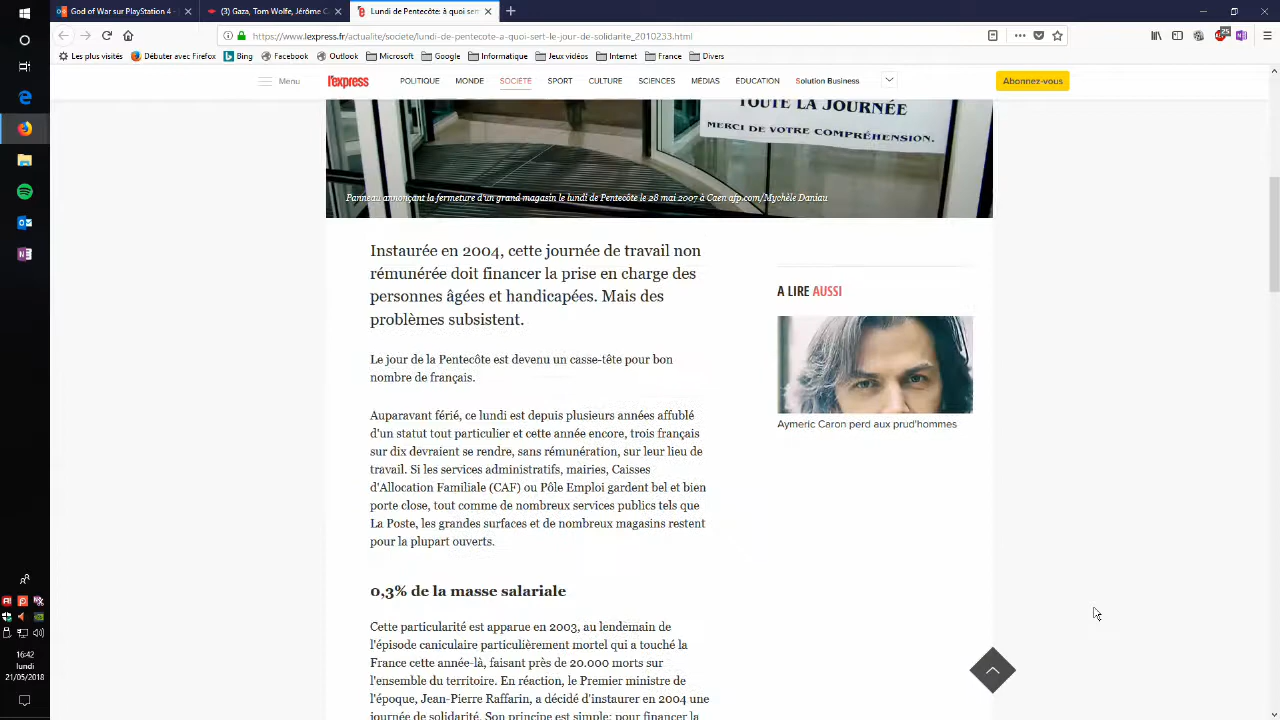 God of War sur PlayStation 4 -
(3) Gaza, Tom Wolfe, Jérôme C
Lundi de Pentecôte: à quoi ser
https://www.lexpress.fr/actualite/societe/lundi-de-pentecote-a-quoi-sert-le-jour-de-solidarite_2010233.html
25
Les plus visités Débuter avec Firefox Bing Facebook Outlook Microsoft Google Informatique Jeux vidéos Internet France Divers
Menu l'express POLITIQUE MONDE SOCIÉTÉ SPORT CULTURE SCIENCES MÉDIAS ÉDUCATION Solution Business Abonnez-vous
TOUTE LA JOURNÉE
MERCI DE VOTRE COMPRÉHENSION.
Panneau annonçant la fermeture d'un grand magasin le lundi de Pentecôte le 28 mai 2007 à Caen afp.com/Mychèle Daniau
Instaurée en 2004, cette journée de travail non
rémunérée doit financer la prise en charge des
personnes âgées et handicapées. Mais des
problèmes subsistent.
Le jour de la Pentecôte est devenu un casse-tête pour bon
nombre de français.
Auparavant férié, ce lundi est depuis plusieurs années affublé
d'un statut tout particulier et cette année encore, trois français
sur dix devraient se rendre, sans rémunération, sur leur lieu de
travail. Si les services administratifs, mairies, Caisses
d'Allocation Familiale (CAF) ou Pôle Emploi gardent bel et bien
porte close, tout comme de nombreux services publics tels que
La Poste, les grandes surfaces et de nombreux magasins restent
pour la plupart ouverts.
0,3% de la masse salariale
Cette particularité est apparue en 2003, au lendemain de
l'épisode caniculaire particulièrement mortel qui a touché la
France cette année-là, faisant près de 20.000 morts sur
l'ensemble du territoire. En réaction, le Premier ministre de
l'époque, Jean-Pierre Raffarin, a décidé d'instaurer en 2004 une
journée de solidarité. Son principe est simple: pour financer la
A LIRE AUSSI
Aymeric Caron perd aux prud'hommes
16:42
lundi
21/05/2018